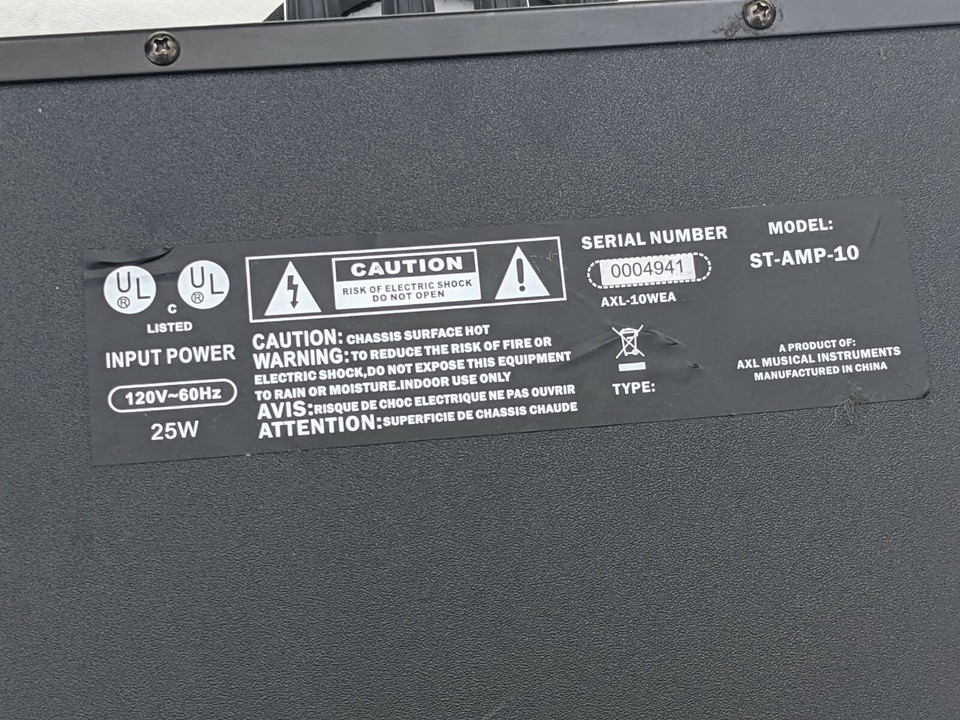 UL
®
C
UL
®
LISTED
INPUT POWER
120V~60Hz
25W
CAUTION
RISK OF ELECTRIC SHOCK
DO NOT OPEN
CAUTION: CHASSIS SURFACE HOT
WARNING: TO REDUCE THE RISK OF FIRE OR
ELECTRIC SHOCK,DO NOT EXPOSE THIS EQUIPMENT
TO RAIN OR MOISTURE.INDOOR USE ONLY
AVIS:RISQUE DE CHOC ELECTRIQUE NE PAS OUVRIR
ATTENTION:SUPERFICIE DE CHASSIS CHAUDE
SERIAL NUMBER
0004941
AXL-10WEA
TYPE:
MODEL:
ST-AMP-10
A PRODUCT OF:
AXL MUSICAL INSTRUMENTS
MANUFACTURED IN CHINA